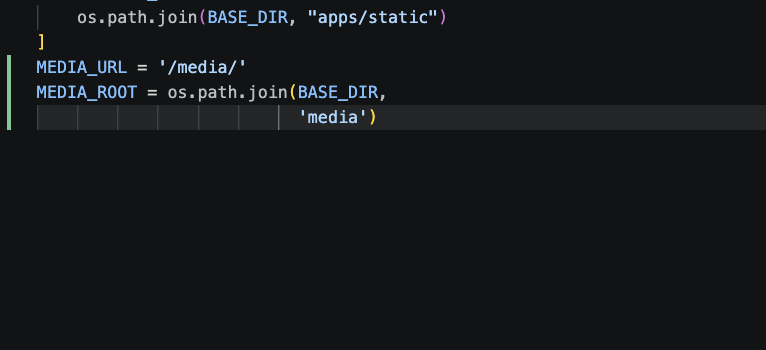 os.path.join(BASE_DIR, "apps/static")
]
MEDIA_URL = '/media/'
MEDIA_ROOT = os.path.join(BASE_DIR,
'media')